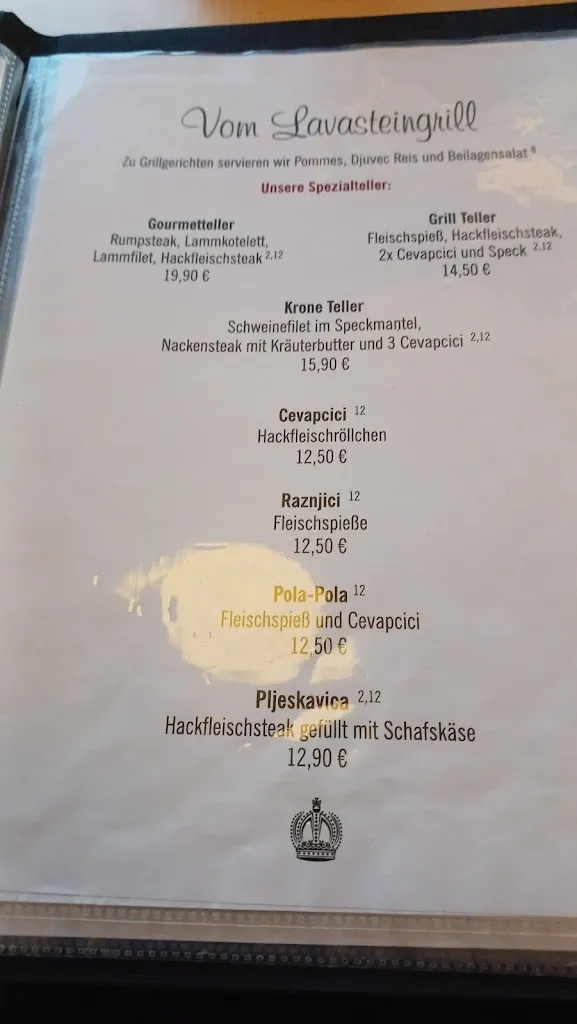 Vom Lavasteingrill
Zu Grillgerichten servieren wir Pommes, Djuvec Reis und Beilagensalat 8
Unsere Spezialteller:
Gourmetteller
Rumpsteak, Lammkotelett,
Lammfilet, Hackfleischsteak 2,12
19,90 €
Grill Teller
Fleischspieß, Hackfleischsteak,
2x Cevapcici und Speck 2,12
14,50 €
Krone Teller
Schweinefilet im Speckmantel,
Nackensteak mit Kräuterbutter und 3 Cevapcici 2,12
15,90 €
Cevapcici 12
Hackfleischröllchen
12,50 €
Raznjici 12
Fleischspieße
12,50 €
Pola-Pola 12
Fleischspieß und Cevapcici
12,50 €
Pljeskavica 2,12
Hackfleischsteak gefüllt mit Schafskäse
12,90 €